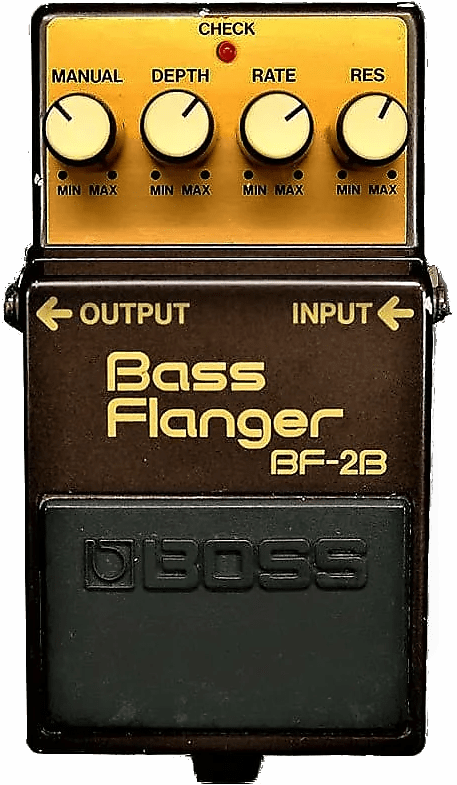 CHECK
MANUAL DEPTH RATE RES
MIN MAX MIN MAX MIN MAX MIN MAX
OUTPUT INPUT
Bass
Flanger
BF-2B
BOSS